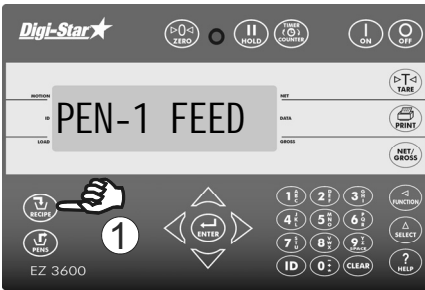 Digi-Star
ZERO
HOLD
TIMER
COUNTER
ON
OFF
TARE
MOTION
NET
PEN-1 FEED
ID
DATA
PRINT
LOAD
GROSS
NET/
GROSS
RECIPE
1
2
3
FUNCTION
1
ENTER
4
5
6
SELECT
PENS
7
8
9
SPACE
EZ 3600
ID
0
CLEAR
?
HELP